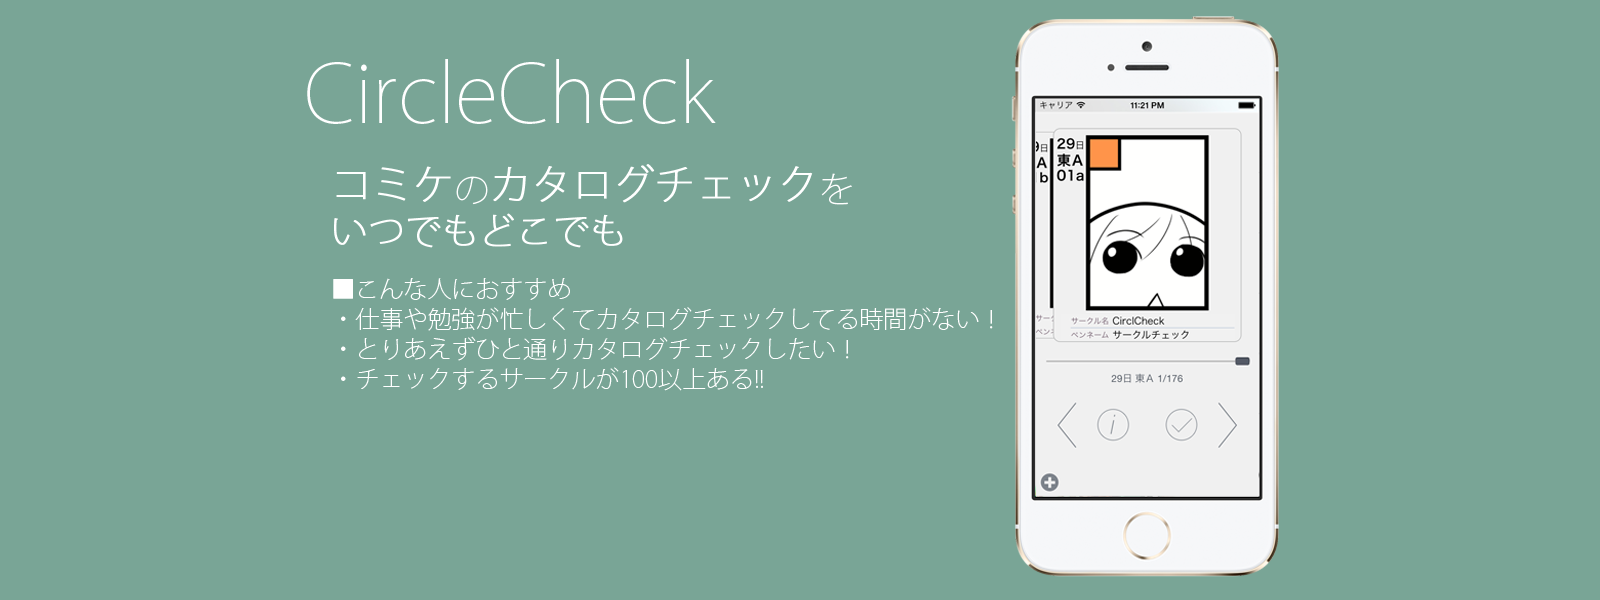 CircleCheck
コミケのカタログチェックを
いつでもどこでも
■こんな人におすすめ
・仕事や勉強が忙しくてカタログチェックしてる時間がない！
・とりあえずひと通りカタログチェックしたい！
・チェックするサークルが100以上ある!!
キャリア 11:21 PM
29日
東A
01a
サークル名 CirclCheck
ペンネーム サークルチェック
29日 東A 1/176